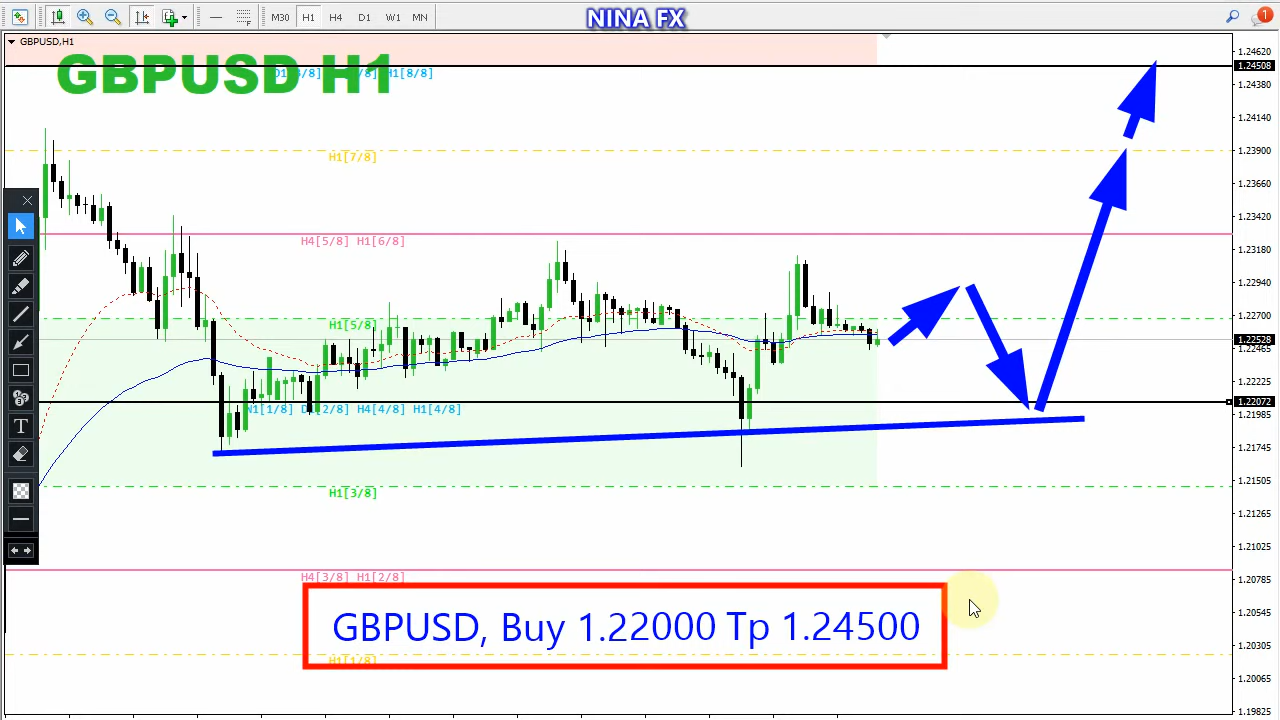 M30 H1 H4 D1 W1 MN
NINA FX
1
GBPUSD,H1
GBPUSD H1
H1[8/8]
H1[7/8]
H4[5/8] H1[6/8]
H1[5/8]
H4[4/8] H1[4/8]
H1[3/8]
H4[3/8] H1[2/8]
GBPUSD, Buy 1.22000 Tp 1.24500
H1[1/8]
T
1.24620
1.24508
1.24380
1.24140
1.23900
1.23660
1.23420
1.23180
1.22940
1.22700
1.22528
1.22465
1.22225
1.22072
1.21985
1.21745
1.21505
1.21265
1.21025
1.20785
1.20545
1.20305
1.20065
1.19825